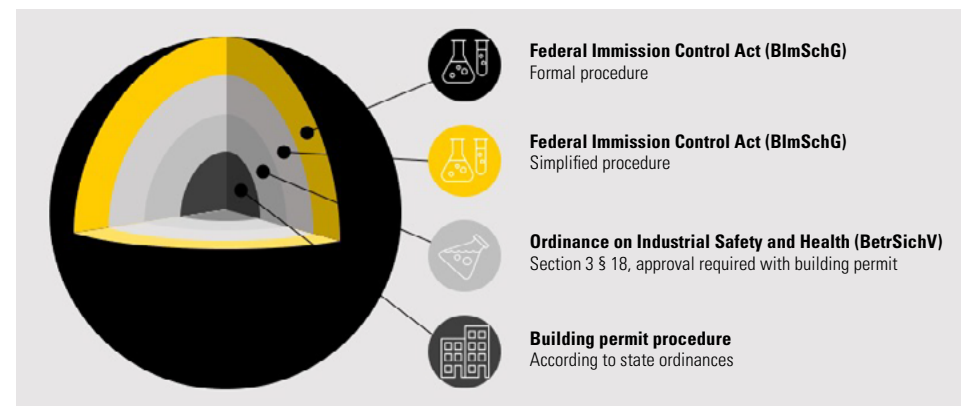 Federal Immission Control Act (BImSchG)
Formal procedure
Federal Immission Control Act (BImSchG)
Simplified procedure
Ordinance on Industrial Safety and Health (BetrSichV)
Section 3 § 18, approval required with building permit
Building permit procedure
According to state ordinances